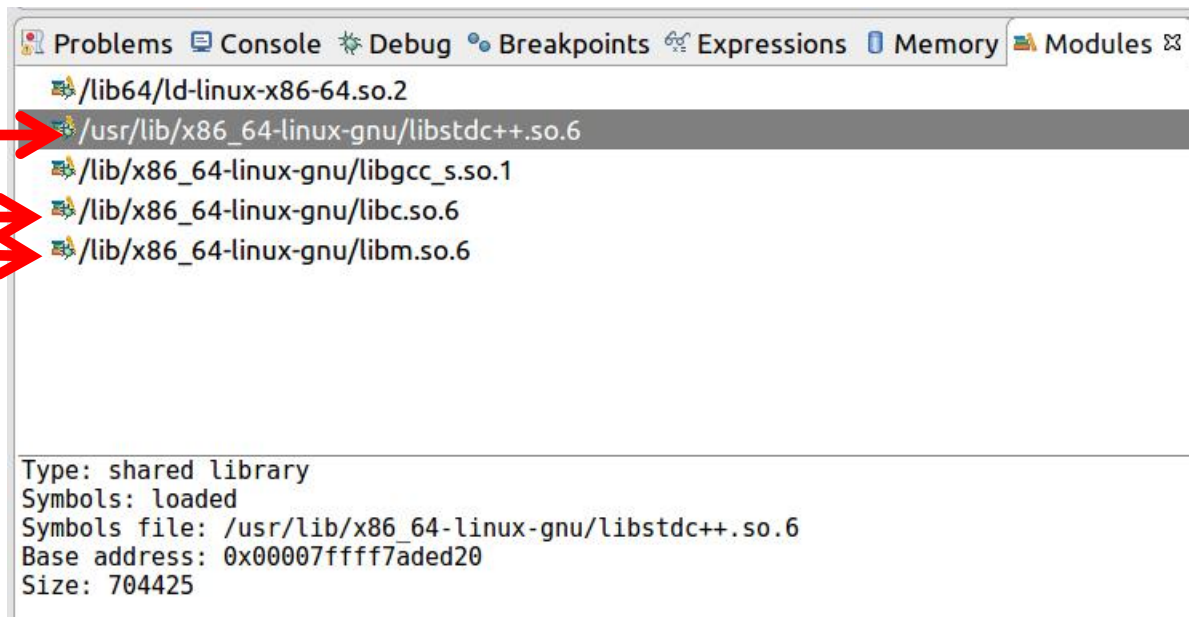 Problems Console Debug Breakpoints Expressions Memory Modules
/lib64/ld-linux-x86-64.so.2
/usr/lib/x86_64-linux-gnu/libstdc++.so.6
/lib/x86_64-linux-gnu/libgcc_s.so.1
/lib/x86_64-linux-gnu/libc.so.6
/lib/x86_64-linux-gnu/libm.so.6
Type: shared library
Symbols: loaded
Symbols file: /usr/lib/x86_64-linux-gnu/libstdc++.so.6
Base address: 0x00007ffff7aded20
Size: 704425